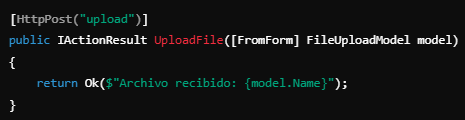 [HttpPost("upload")]
public IActionResult UploadFile([FromForm] FileUploadModel model)
{
    return Ok($"Archivo recibido: {model.Name}");
}